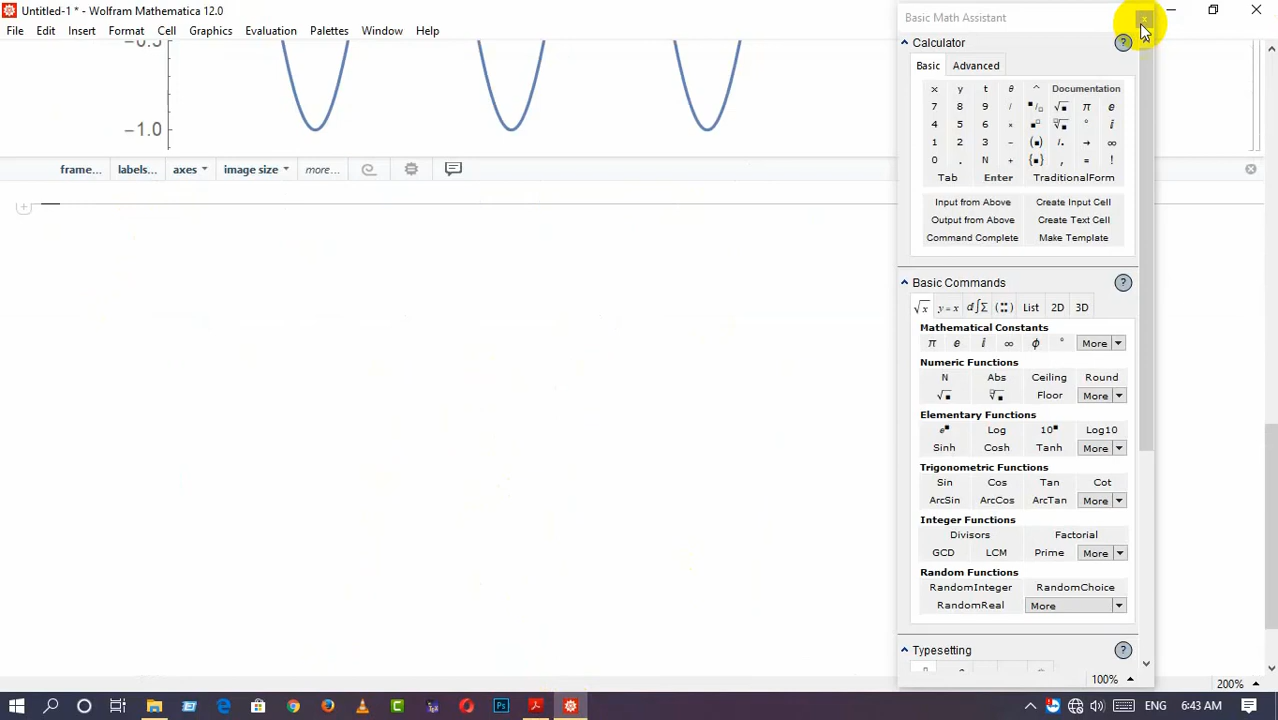 Untitled-1 * - Wolfram Mathematica 12.0
File Edit Insert Format Cell Graphics Evaluation Palettes Window Help
-0.5
-1.0
frame... labels... axes image size more...
Basic Math Assistant x
Calculator ?
Basic Advanced
x y t θ ^ Documentation
7 8 9 / ■/□ √■ π e
4 5 6 × ■□ □√■ ° i
1 2 3 - (■) /. → ∞
0 . N + {■} , = !
Tab Enter TraditionalForm
Input from Above Create Input Cell
Output from Above Create Text Cell
Command Complete Make Template
Basic Commands ?
√x y=x d∫Σ (∷) List 2D 3D
Mathematical Constants
π e i ∞ ϕ ° More
Numeric Functions
N Abs Ceiling Round
√■ □√■ Floor More
Elementary Functions
e■ Log 10■ Log10
Sinh Cosh Tanh More
Trigonometric Functions
Sin Cos Tan Cot
ArcSin ArcCos ArcTan More
Integer Functions
Divisors Factorial
GCD LCM Prime More
Random Functions
RandomInteger RandomChoice
RandomReal More
Typesetting ?
100%
200%
ENG 6:43 AM